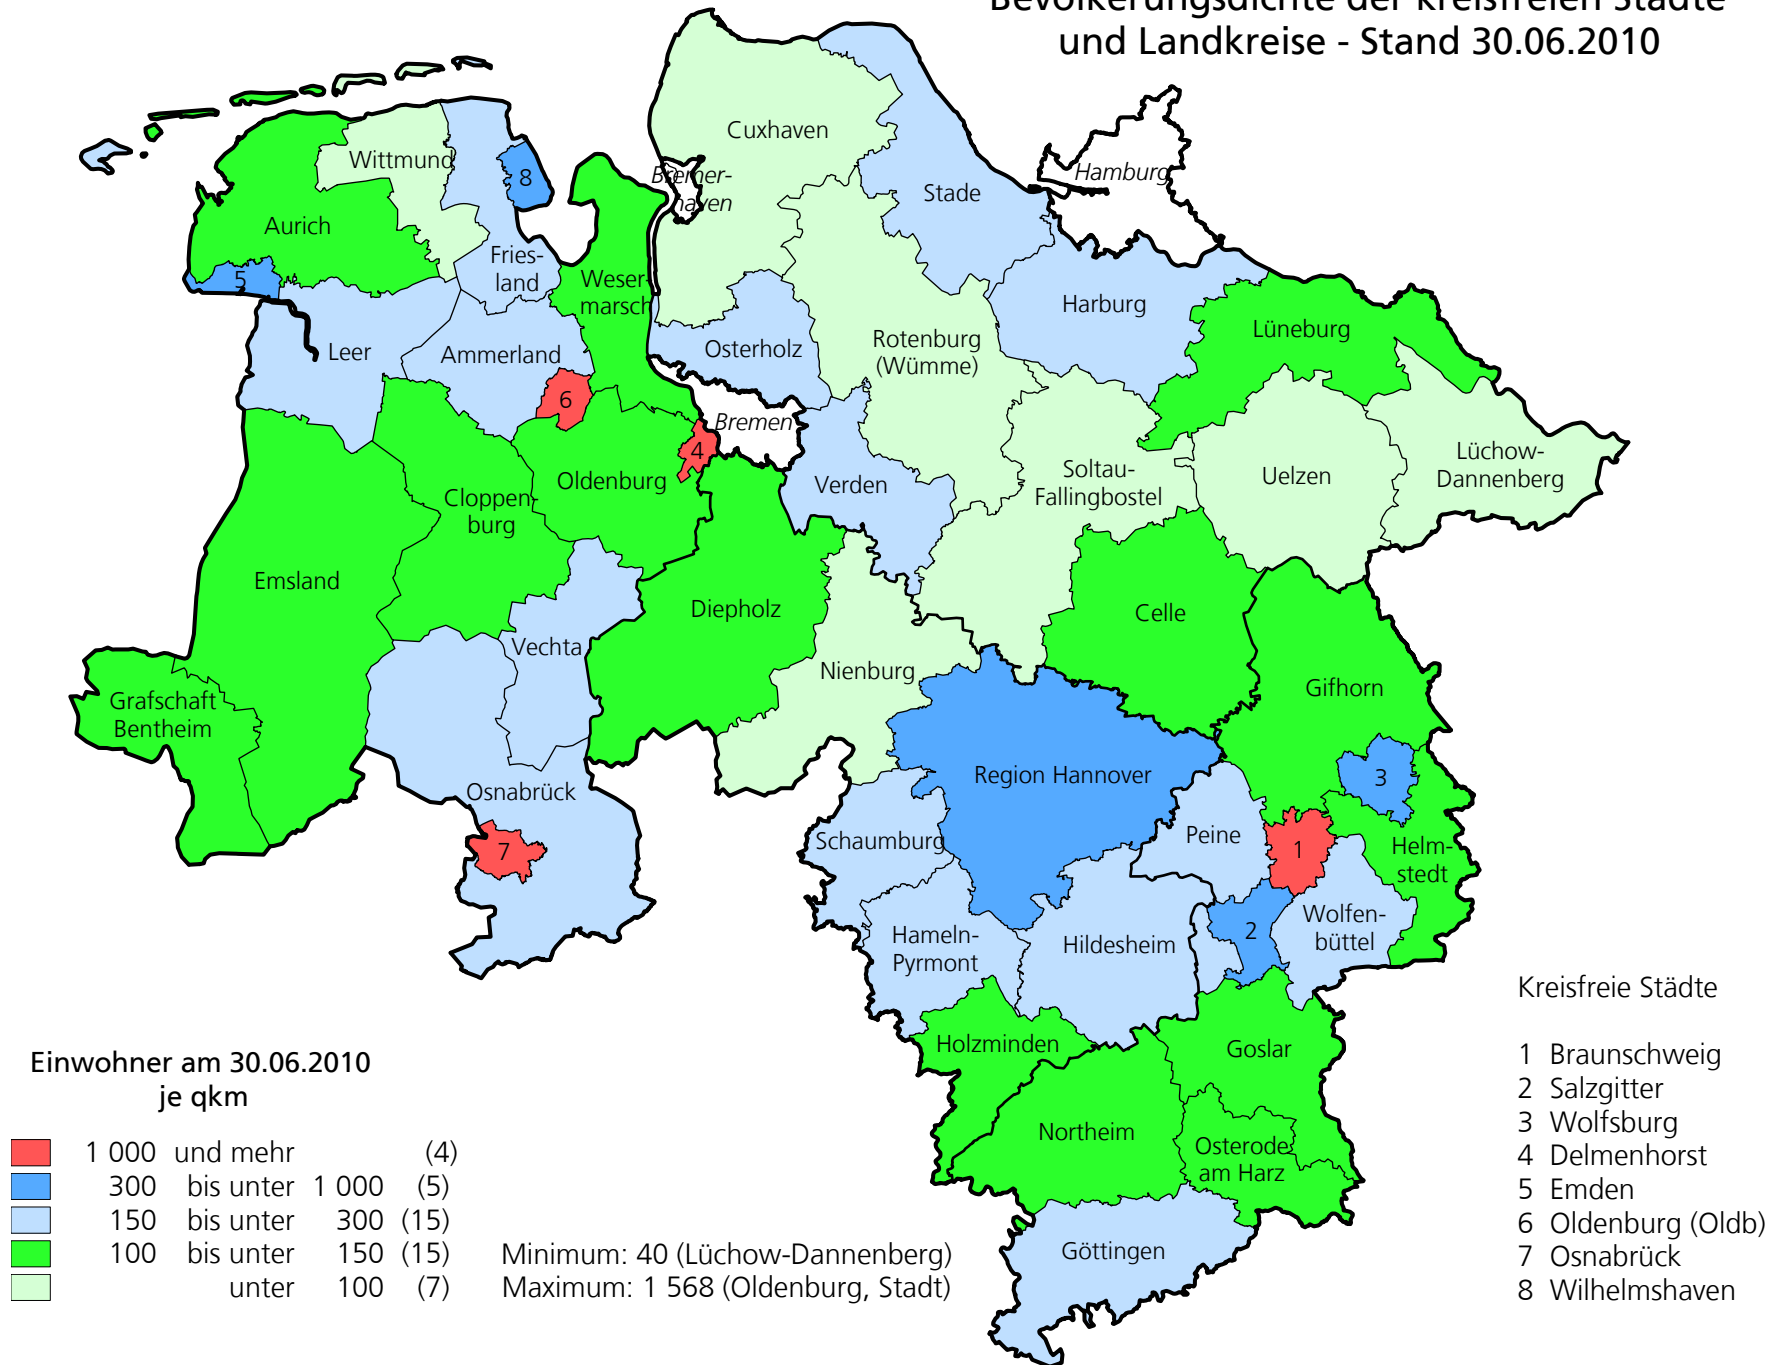 Bevölkerungsdichte der kreisfreien Städte
und Landkreise - Stand 30.06.2010
Cuxhaven
Wittmund
8
Bremer-
haven
Hamburg
Stade
Aurich
Fries-
land
5
Weser-
marsch
Harburg
Lüneburg
Leer
Ammerland
Osterholz
Rotenburg
(Wümme)
6
Bremen
4
Oldenburg
Verden
Soltau-
Fallingbostel
Uelzen
Lüchow-
Dannenberg
Cloppen-
burg
Emsland
Diepholz
Celle
Vechta
Nienburg
Gifhorn
Grafschaft
Bentheim
Region Hannover
3
Osnabrück
Schaumburg
Peine
1
Helm-
stedt
7
Hameln-
Pyrmont
Hildesheim
2
Wolfen-
büttel
Holzminden
Goslar
Northeim
Osterode
am Harz
Göttingen
Einwohner am 30.06.2010
je qkm
1 000 und mehr (4)
300 bis unter 1 000 (5)
150 bis unter 300 (15)
100 bis unter 150 (15)
unter 100 (7)
Minimum: 40 (Lüchow-Dannenberg)
Maximum: 1 568 (Oldenburg, Stadt)
Kreisfreie Städte
1 Braunschweig
2 Salzgitter
3 Wolfsburg
4 Delmenhorst
5 Emden
6 Oldenburg (Oldb)
7 Osnabrück
8 Wilhelmshaven